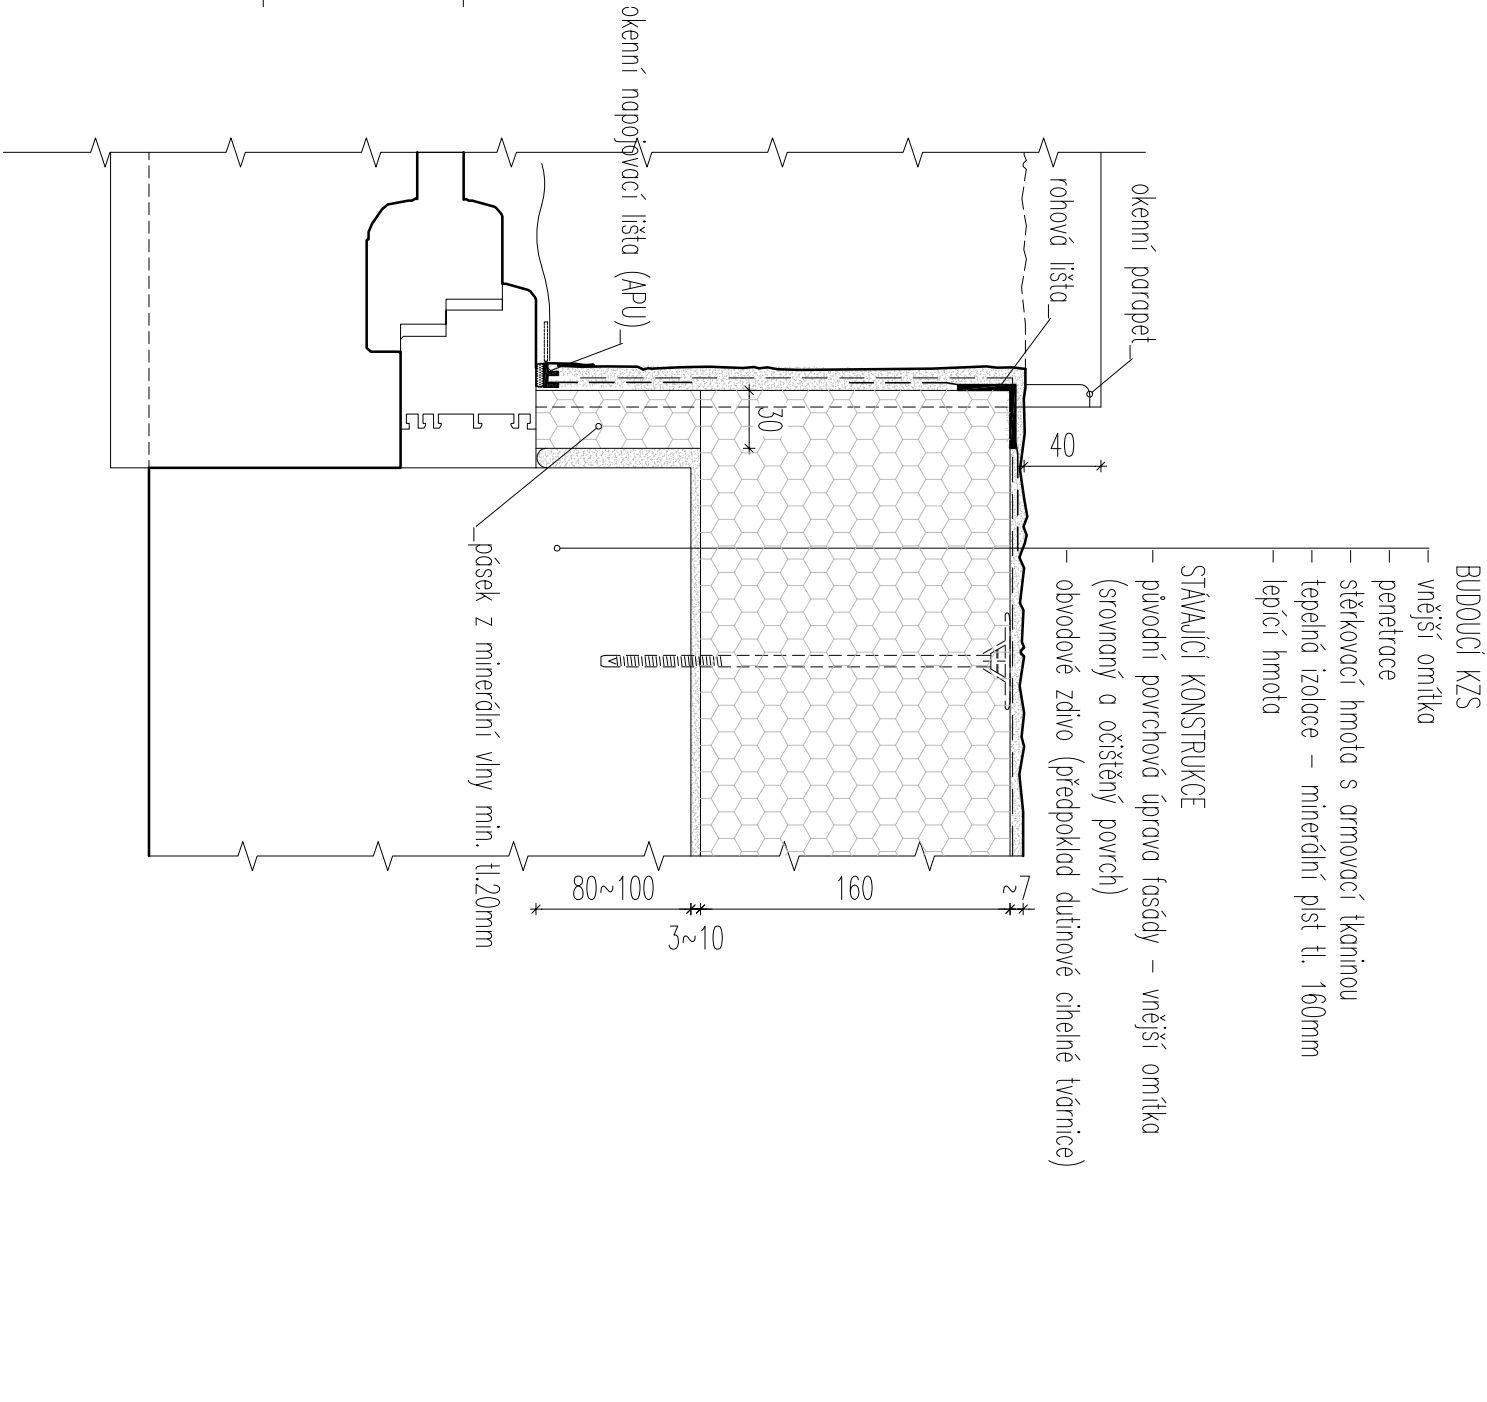 BUDOUCÍ KZS
vnější omítka
penetrace
stěrkovací hmota s armovací tkaninou
tepelná izolace – minerální plst tl. 160mm
lepící hmota
STÁVAJÍCÍ KONSTRUKCE
původní povrchová úprava fasády – vnější omítka
(srovnaný a očištěný povrch)
obvodové zdivo (předpoklad dutinové cihelné tvárnice)
okenní parapet
rohová lišta
okenní napojovací lišta (APU)
pásek z minerální vlny min. tl.20mm
30
40
80~100
3~10
160
~7